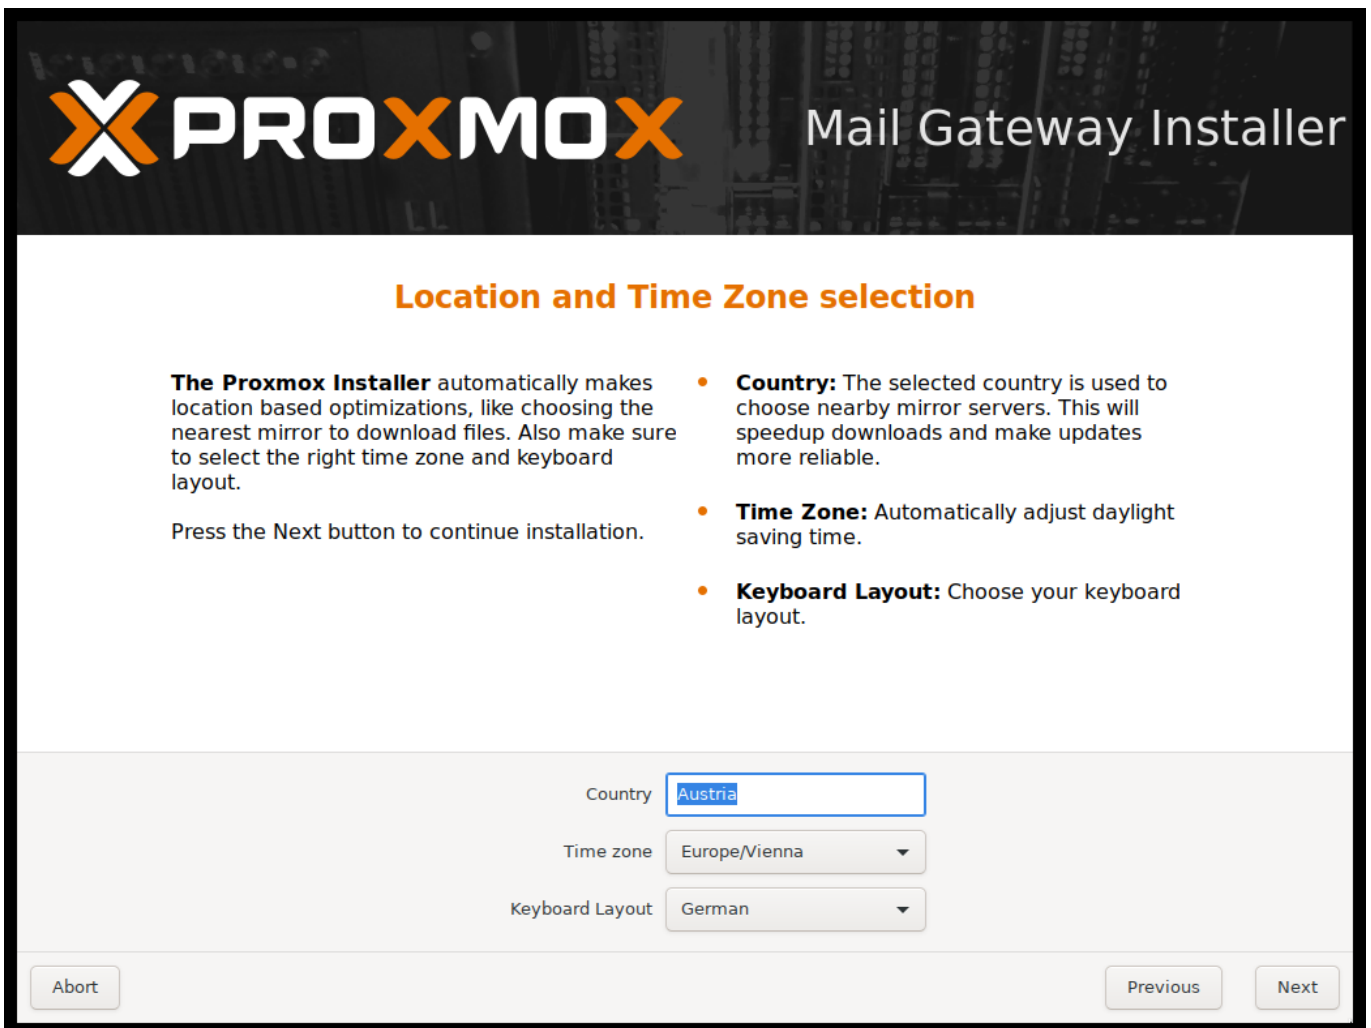 PROXMOX
Mail Gateway Installer
Location and Time Zone selection
The Proxmox Installer automatically makes
location based optimizations, like choosing the
nearest mirror to download files. Also make sure
to select the right time zone and keyboard
layout.
Press the Next button to continue installation.
Country: The selected country is used to
choose nearby mirror servers. This will
speedup downloads and make updates
more reliable.
Time Zone: Automatically adjust daylight
saving time.
Keyboard Layout: Choose your keyboard
layout.
Country Austria
Time zone Europe/Vienna
Keyboard Layout German
Abort Previous Next